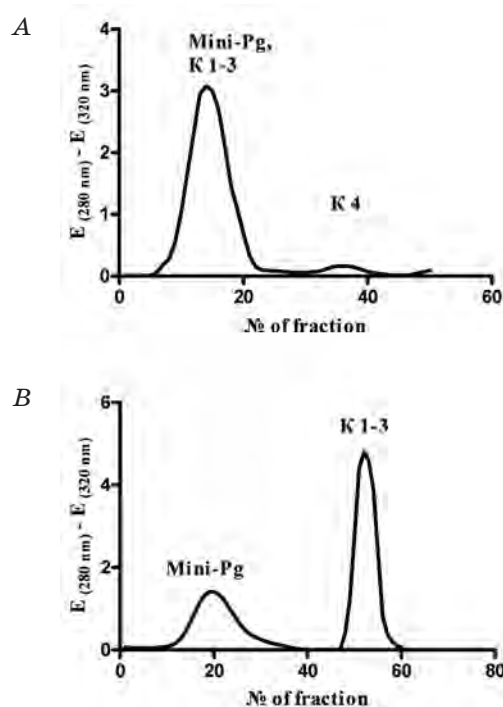 A
Mini-Pg,
K 1-3
K 4
E (280 nm) - E (320 nm)
4
3
2
1
0
0
20
40
60
№ of fraction
B
K 1-3
Mini-Pg
E (280 nm) - E (320 nm)
6
4
2
0
0
20
40
60
80
№ of fraction